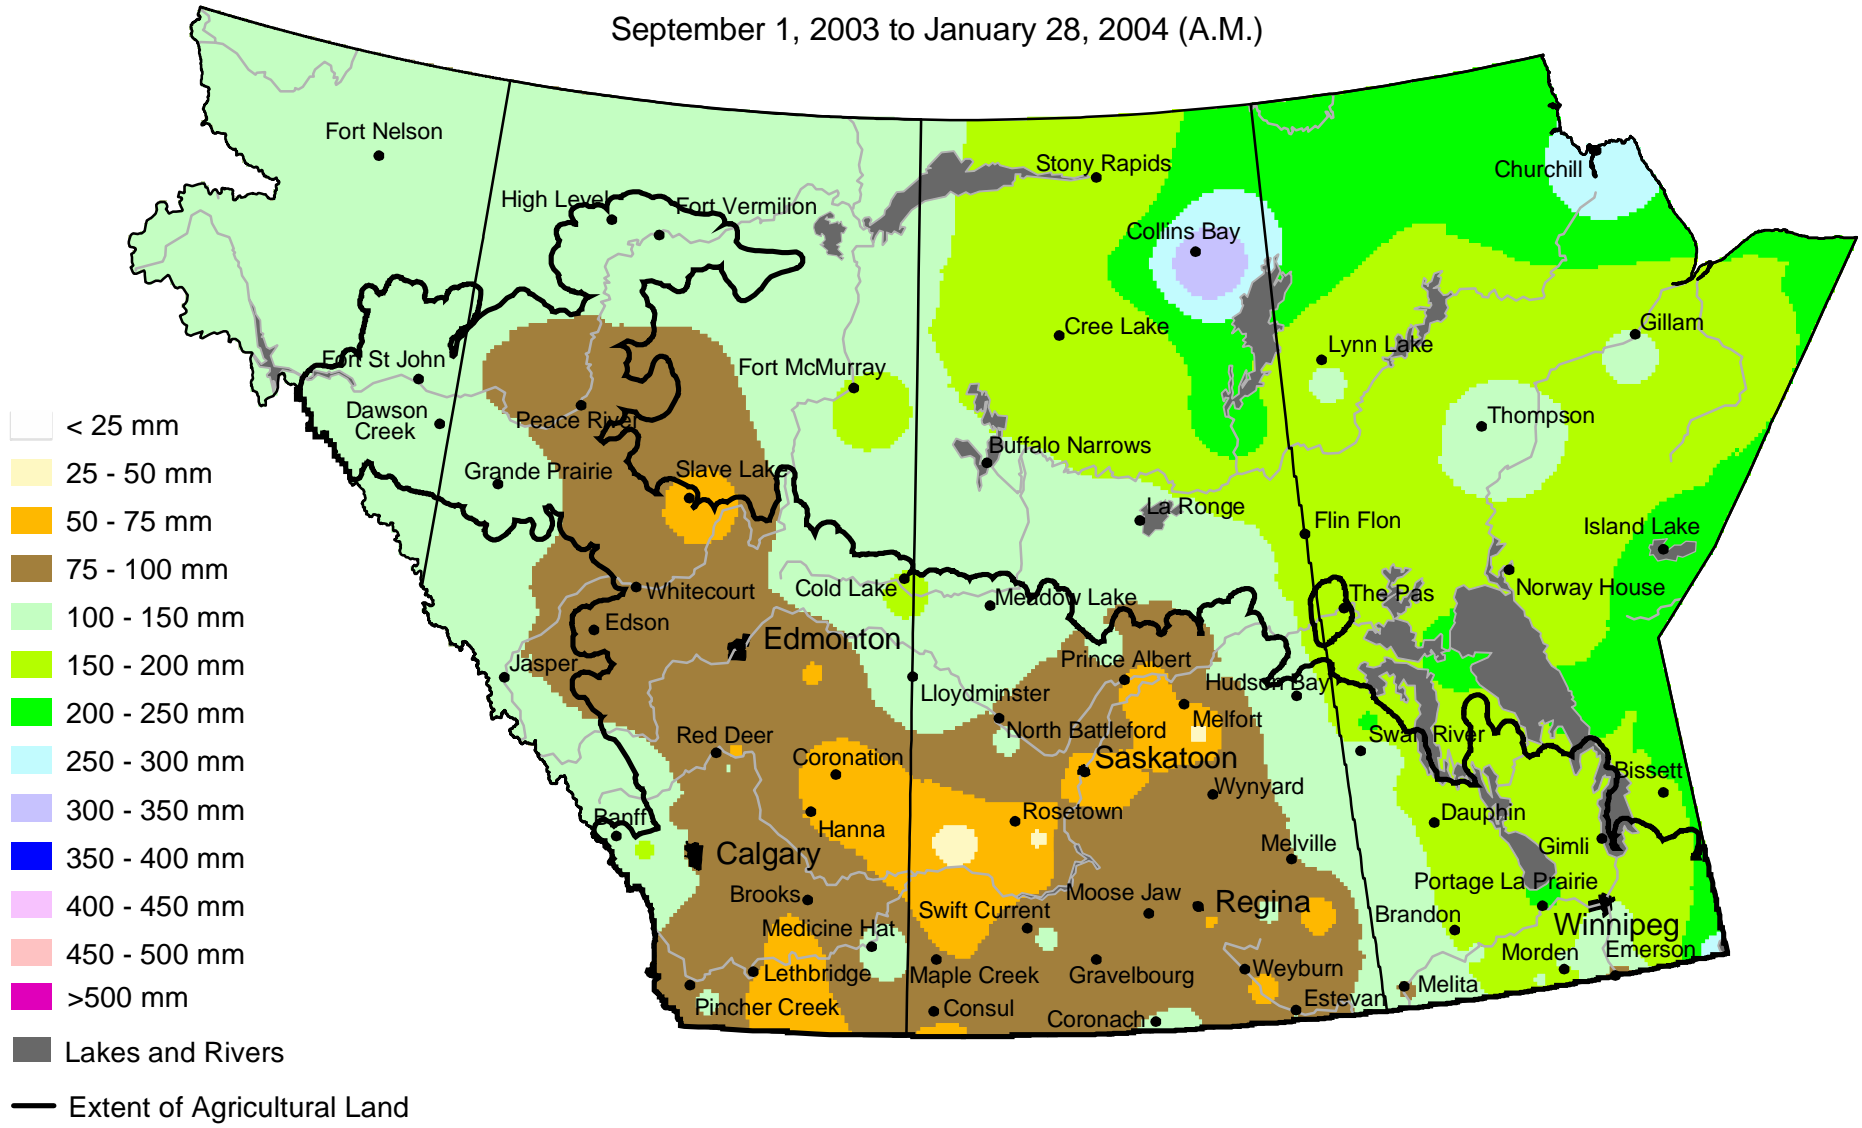 September 1, 2003 to January 28, 2004 (A.M.)
Fort Nelson
Stony Rapids
Churchill
High Level
Fort Vermilion
Collins Bay
Gillam
Cree Lake
Lynn Lake
Fort St John
Fort McMurray
Dawson
Creek
Peace River
Thompson
Buffalo Narrows
Grande Prairie
Slave Lake
La Ronge
Flin Flon
Island Lake
Whitecourt
Cold Lake
Meadow Lake
The Pas
Norway House
Edson
Edmonton
Jasper
Prince Albert
Hudson Bay
Lloydminster
North Battleford
Melfort
Red Deer
Swan River
Coronation
Saskatoon
Bissett
Wynyard
Banff
Hanna
Rosetown
Dauphin
Gimli
Calgary
Melville
Portage La Prairie
Brooks
Moose Jaw
Regina
Swift Current
Brandon
Winnipeg
Medicine Hat
Morden
Emerson
Lethbridge
Maple Creek
Gravelbourg
Weyburn
Melita
Pincher Creek
Consul
Coronach
Estevan
< 25 mm
25 - 50 mm
50 - 75 mm
75 - 100 mm
100 - 150 mm
150 - 200 mm
200 - 250 mm
250 - 300 mm
300 - 350 mm
350 - 400 mm
400 - 450 mm
450 - 500 mm
>500 mm
Lakes and Rivers
Extent of Agricultural Land